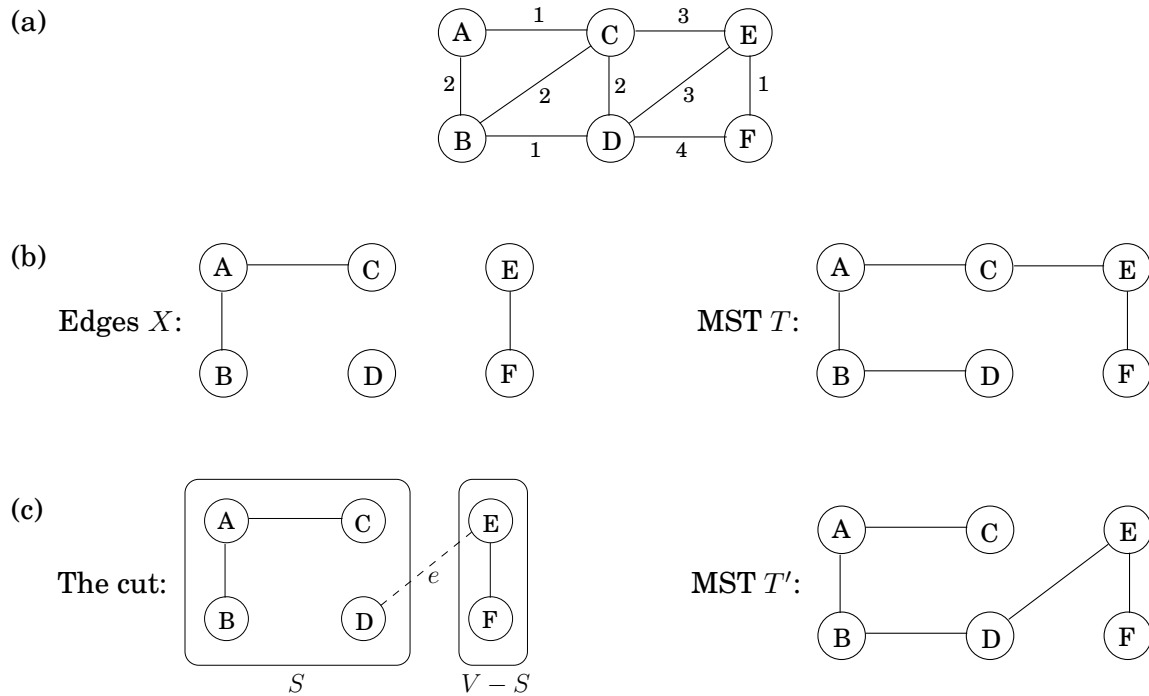 (a)
A 1 C 3 E
2 2 2 3 1
B 1 D 4 F
(b)
A C E A C E
Edges X: MST T:
B D F B D F
(c)
A C E A C E
The cut: e MST T′:
B D F B D F
S V − S